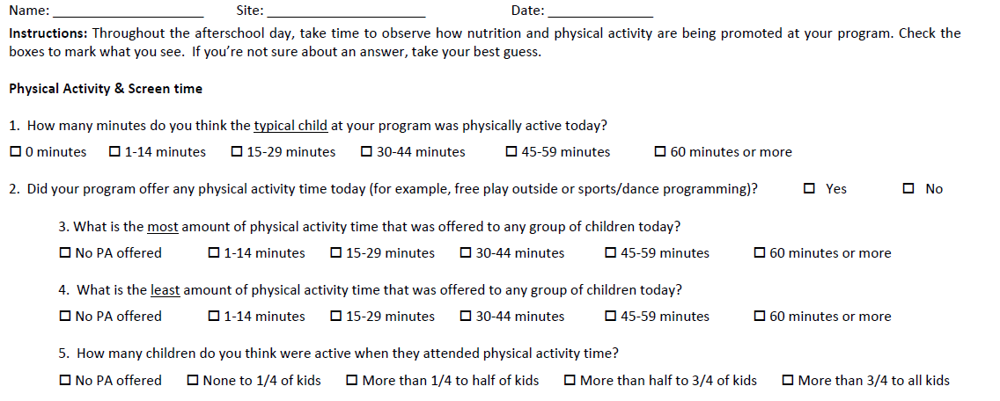 Name: ____________________ Site: _____________________ Date: ______________
Instructions: Throughout the afterschool day, take time to observe how nutrition and physical activity are being promoted at your program. Check the
boxes to mark what you see. If you're not sure about an answer, take your best guess.
Physical Activity & Screen time
1. How many minutes do you think the typical child at your program was physically active today?
☐ 0 minutes ☐ 1-14 minutes ☐ 15-29 minutes ☐ 30-44 minutes ☐ 45-59 minutes ☐ 60 minutes or more
2. Did your program offer any physical activity time today (for example, free play outside or sports/dance programming)? ☐ Yes ☐ No
3. What is the most amount of physical activity time that was offered to any group of children today?
☐ No PA offered ☐ 1-14 minutes ☐ 15-29 minutes ☐ 30-44 minutes ☐ 45-59 minutes ☐ 60 minutes or more
4. What is the least amount of physical activity time that was offered to any group of children today?
☐ No PA offered ☐ 1-14 minutes ☐ 15-29 minutes ☐ 30-44 minutes ☐ 45-59 minutes ☐ 60 minutes or more
5. How many children do you think were active when they attended physical activity time?
☐ No PA offered ☐ None to 1/4 of kids ☐ More than 1/4 to half of kids ☐ More than half to 3/4 of kids ☐ More than 3/4 to all kids